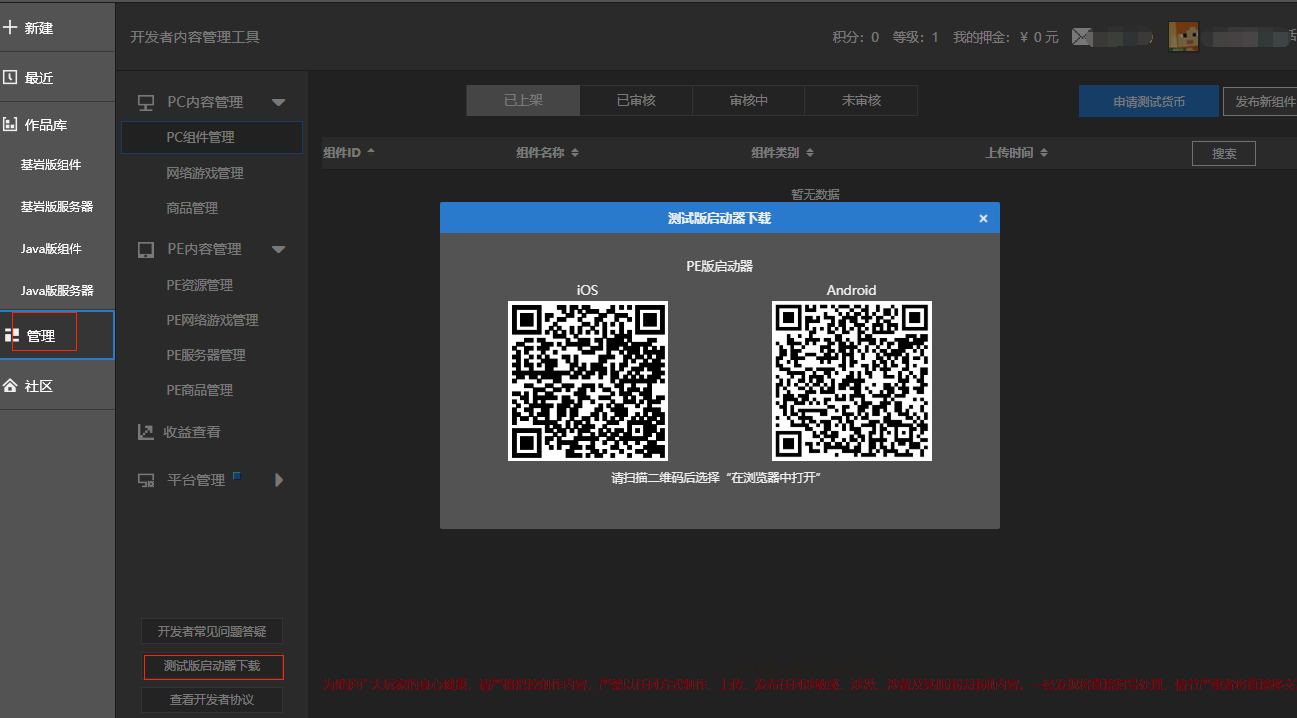 新建
最近
作品库
基岩版组件
基岩版服务器
Java版组件
Java版服务器
管理
社区
开发者内容管理工具
积分：0 等级：1 我的押金：¥ 0 元
PC内容管理
PC组件管理
网络游戏管理
商品管理
PE内容管理
PE资源管理
PE网络游戏管理
PE服务器管理
PE商品管理
收益查看
平台管理
开发者常见问题答疑
测试版启动器下载
查看开发者协议
已上架 已审核 审核中 未审核
申请测试货币 发布新组件
组件ID 组件名称 组件类别 上传时间 搜索
暂无数据
测试版启动器下载 ×
PE版启动器
iOS Android
请扫描二维码后选择“在浏览器中打开”